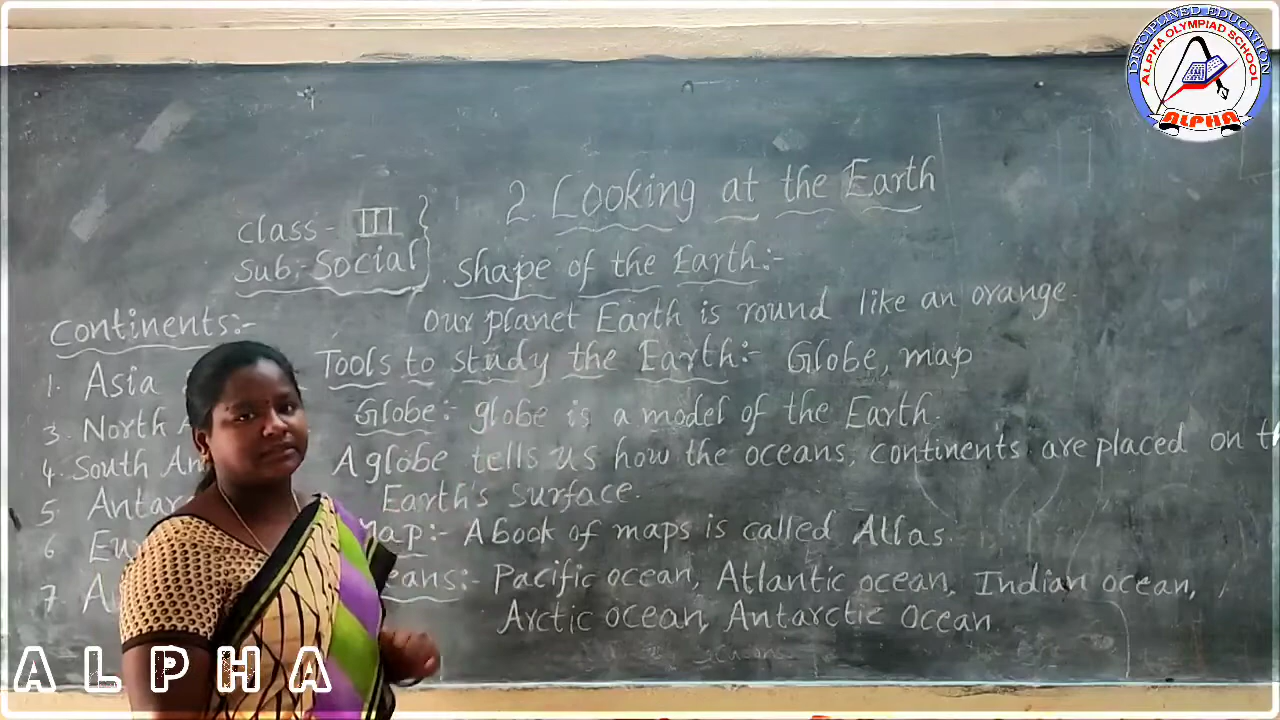 DISCIPLINED EDUCATION
ALPHA OLYMPIAD SCHOOL
ALPHA
2. Looking at the Earth
class- III
Sub:- Social
Shape of the Earth:-
Our planet Earth is round like an orange.
Continents:-
1. Asia
3. North
4. South
5.
6
7.
Tools to study the Earth:- Globe, map
Globe:- globe is a model of the Earth.
A globe tells us how the oceans, continents are placed on
Earth's Surface.
Map:- A book of maps is called Atlas.
Pacific ocean, Atlantic ocean, Indian ocean,
Arctic ocean, Antarctic Ocean.
ALPHA